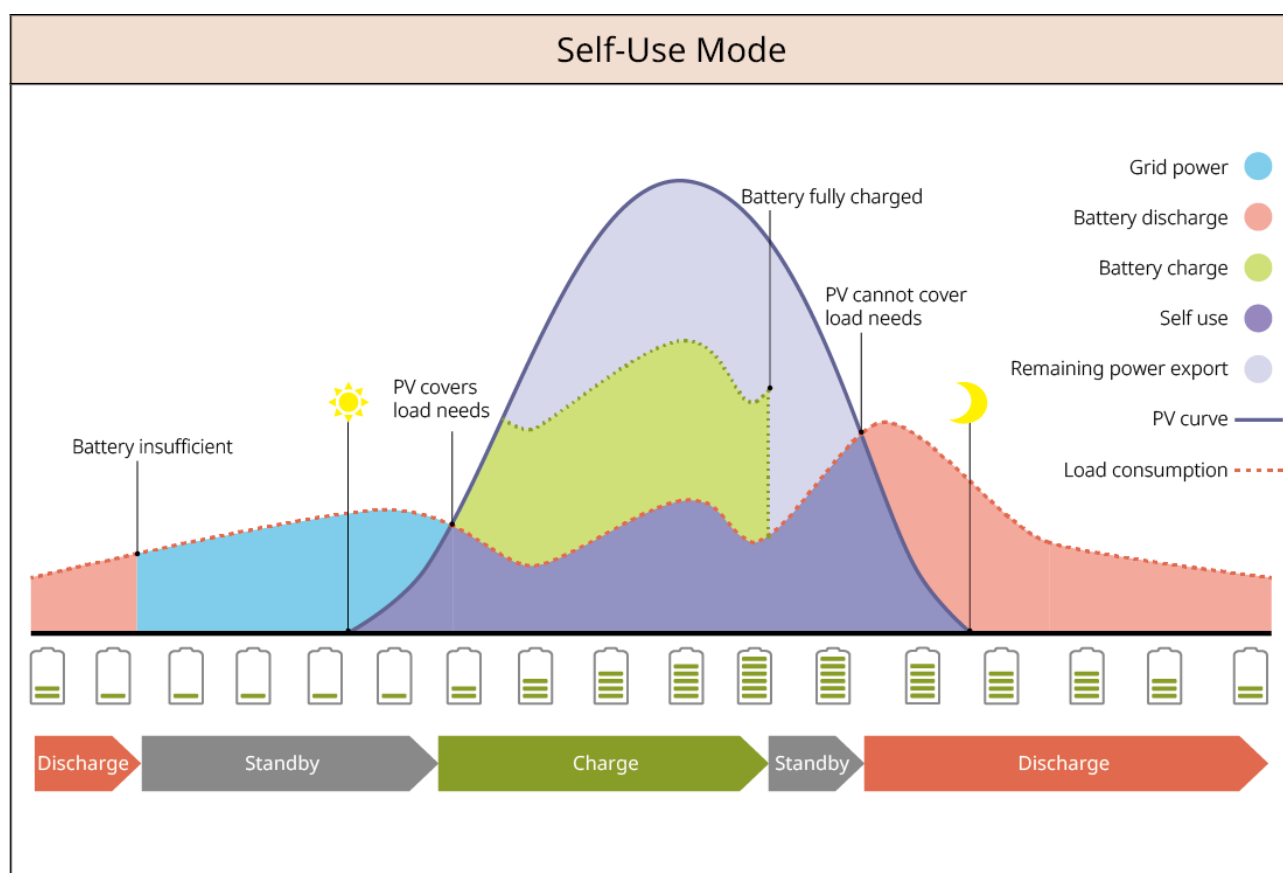 Self-Use Mode
Grid power
Battery discharge
Battery charge
Self use
Remaining power export
PV curve
Load consumption
Battery fully charged
PV cannot cover
load needs
PV covers
load needs
Battery insufficient
Discharge
Standby
Charge
Standby
Discharge